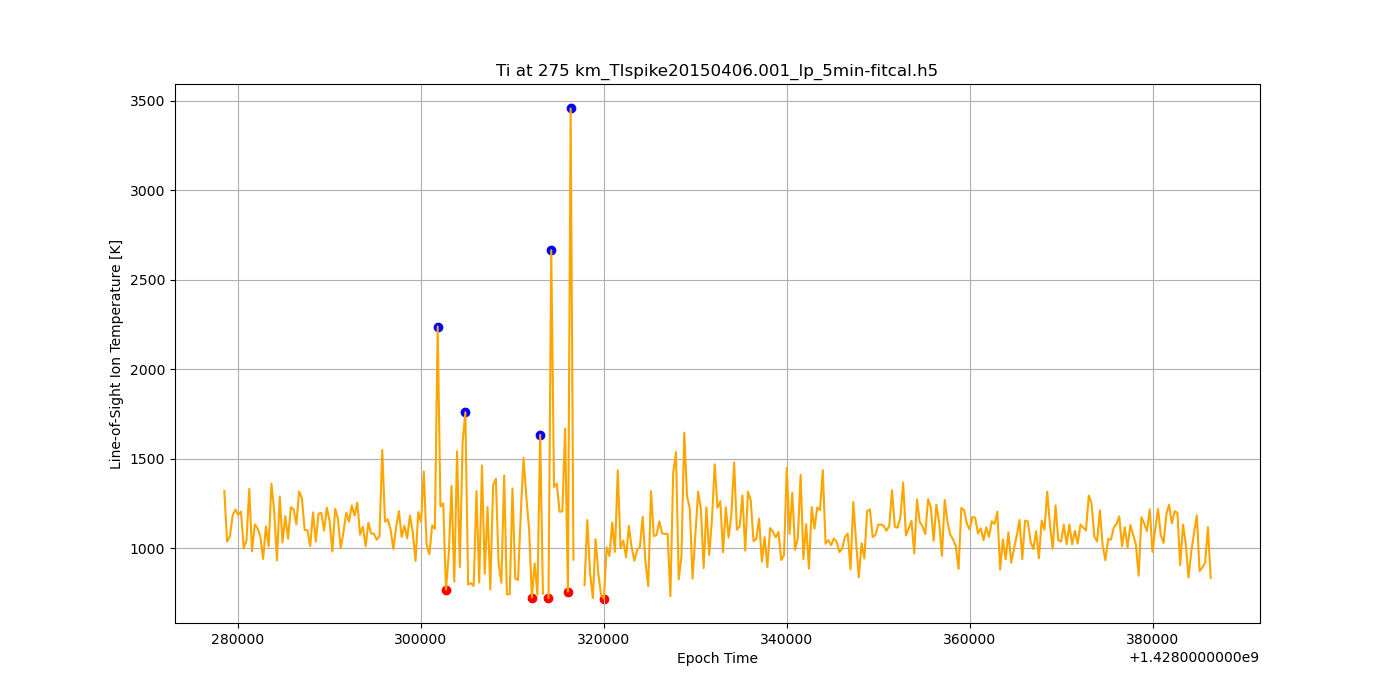 Ti at 275 km_TIspike20150406.001_lp_5min-fitcal.h5
Line-of-Sight Ion Temperature [K]
3500
3000
2500
2000
1500
1000
280000 300000 320000 340000 360000 380000
Epoch Time
+1.4280000000e9